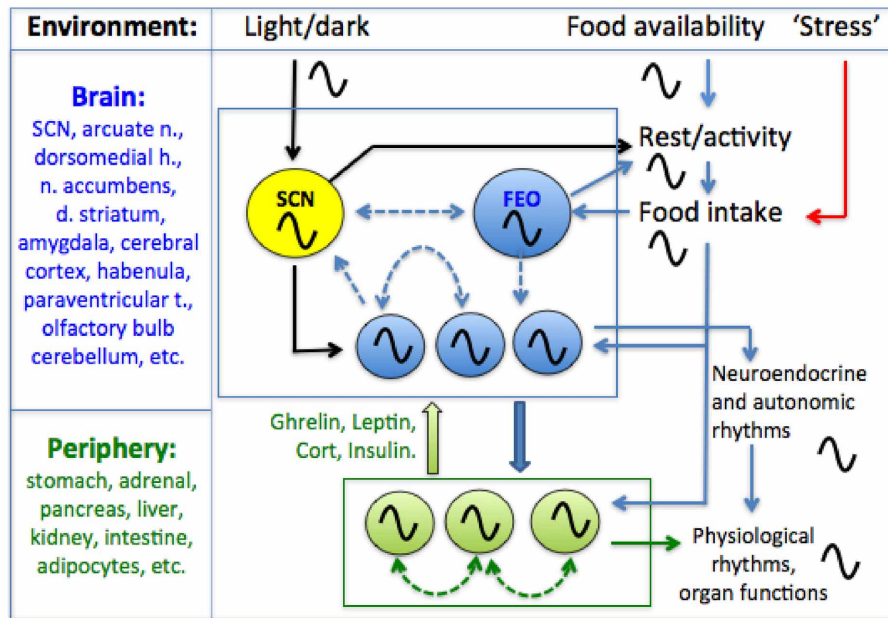 Environment:
Light/dark
Food availability
‘Stress’
Brain:
SCN, arcuate n.,
dorsomedial h.,
n. accumbens,
d. striatum,
amygdala, cerebral
cortex, habenula,
paraventricular t.,
olfactory bulb
cerebellum, etc.
SCN
FEO
Rest/activity
Food intake
Neuroendocrine
and autonomic
rhythms
Ghrelin, Leptin,
Cort, Insulin.
Periphery:
stomach, adrenal,
pancreas, liver,
kidney, intestine,
adipocytes, etc.
Physiological
rhythms,
organ functions